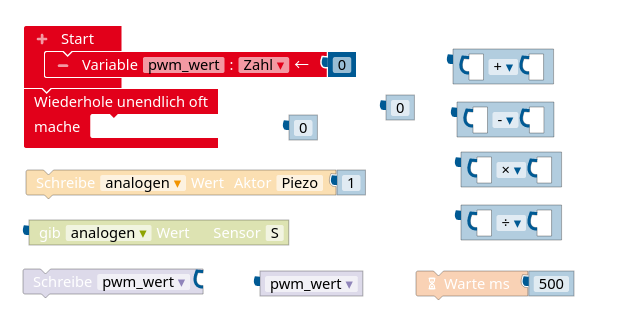 + Start
− Variable pwm_wert : Zahl ▾ ← 0
Wiederhole unendlich oft
mache
0
0
+ ▾
- ▾
× ▾
÷ ▾
Schreibe analogen ▾ Wert Aktor Piezo 1
gib analogen ▾ Wert Sensor S
Schreibe pwm_wert ▾
pwm_wert ▾
Warte ms 500